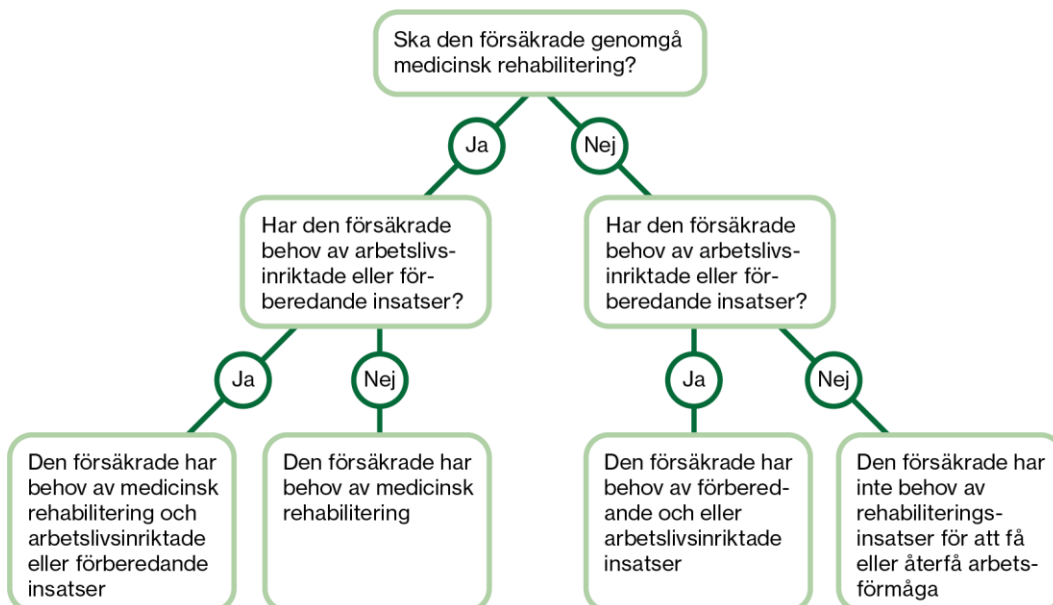 Ska den försäkrade genomgå
medicinsk rehabilitering?
Ja
Nej
Har den försäkrade
behov av arbetslivs-
inriktade eller för-
beredande insatser?
Har den försäkrade
behov av arbetslivs-
inriktade eller för-
beredande insatser?
Ja
Nej
Ja
Nej
Den försäkrade har
behov av medicinsk
rehabilitering och
arbetslivsinriktade
eller förberedande
insatser
Den försäkrade har
behov av medicinsk
rehabilitering
Den försäkrade har
behov av förbered-
ande och eller
arbetslivsinriktade
insatser
Den försäkrade har
inte behov av
rehabiliterings-
insatser för att få
eller återfå arbets-
förmåga